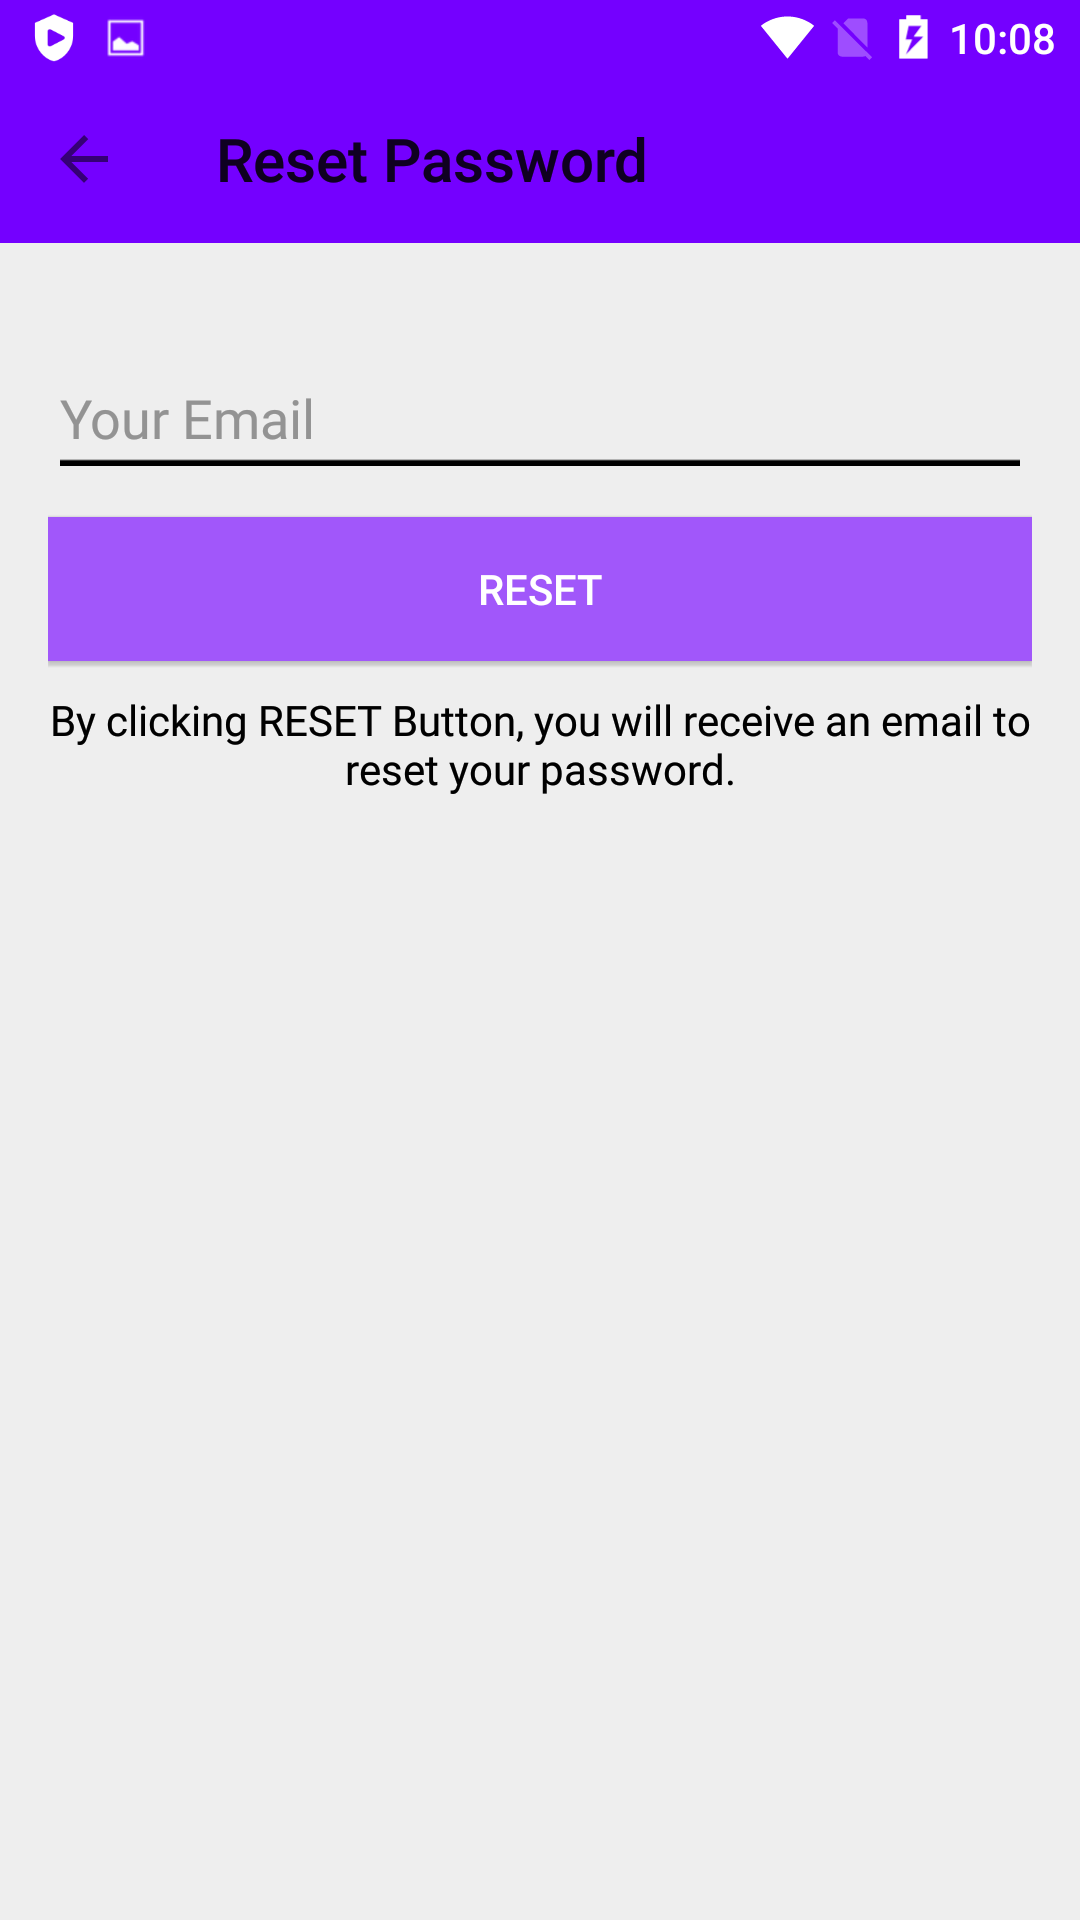 10:08
Reset Password
Your Email
RESET
By clicking RESET Button, you will receive an email to
reset your password.